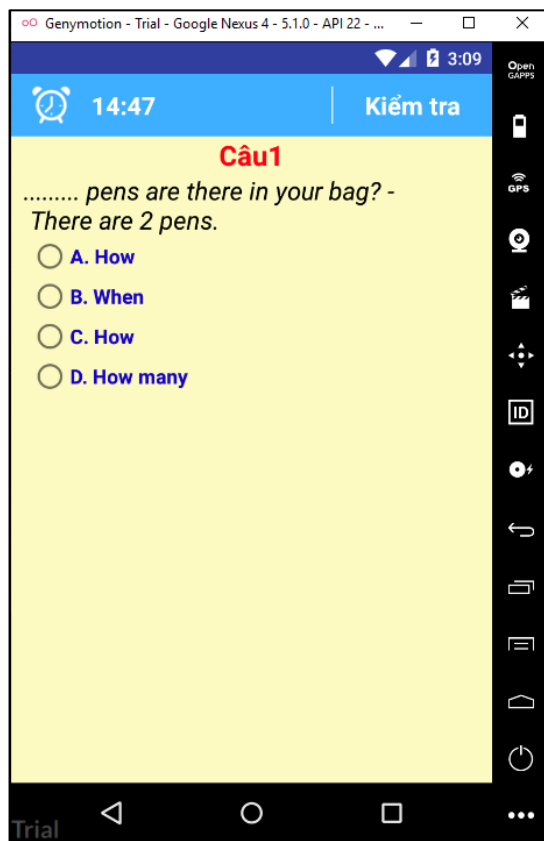 Genymotion - Trial - Google Nexus 4 - 5.1.0 - API 22 - ...
3:09
Open
GAPPS
14:47
Kiểm tra
GPS
Câu1
......... pens are there in your bag? -
There are 2 pens.
A. How
B. When
C. How
D. How many
ID
Trial